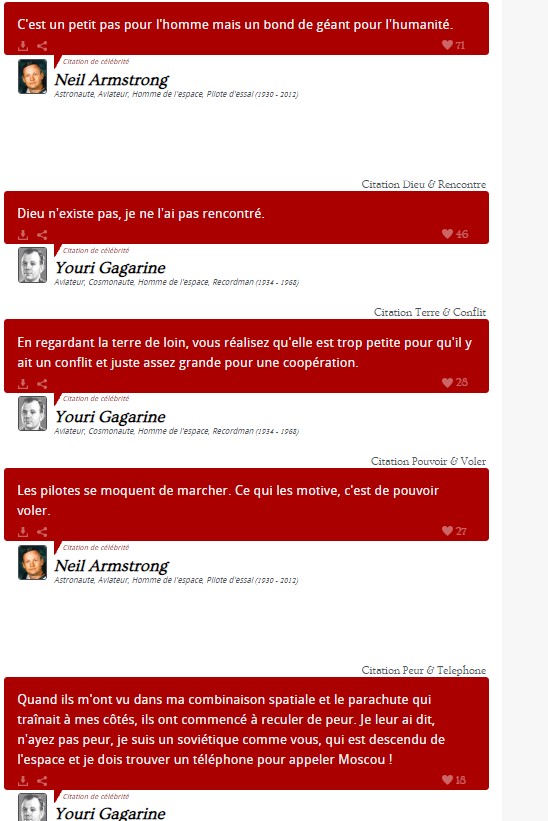 C'est un petit pas pour l'homme mais un bond de géant pour l'humanité.
71
Citation de célébrité
Neil Armstrong
Astronaute, Aviateur, Homme de l'espace, Pilote d'essai (1930 - 2012)
Citation Dieu & Rencontre
Dieu n'existe pas, je ne l'ai pas rencontré.
46
Citation de célébrité
Youri Gagarine
Aviateur, Cosmonaute, Homme de l'espace, Recordman (1934 - 1968)
Citation Terre & Conflit
En regardant la terre de loin, vous réalisez qu'elle est trop petite pour qu'il y
ait un conflit et juste assez grande pour une coopération.
28
Citation de célébrité
Youri Gagarine
Aviateur, Cosmonaute, Homme de l'espace, Recordman (1934 - 1968)
Citation Pouvoir & Voler
Les pilotes se moquent de marcher. Ce qui les motive, c'est de pouvoir
voler.
27
Citation de célébrité
Neil Armstrong
Astronaute, Aviateur, Homme de l'espace, Pilote d'essai (1930 - 2012)
Citation Peur & Telephone
Quand ils m'ont vu dans ma combinaison spatiale et le parachute qui
traînait à mes côtés, ils ont commencé à reculer de peur. Je leur ai dit,
n'ayez pas peur, je suis un soviétique comme vous, qui est descendu de
l'espace et je dois trouver un téléphone pour appeler Moscou !
18
Citation de célébrité
Youri Gagarine